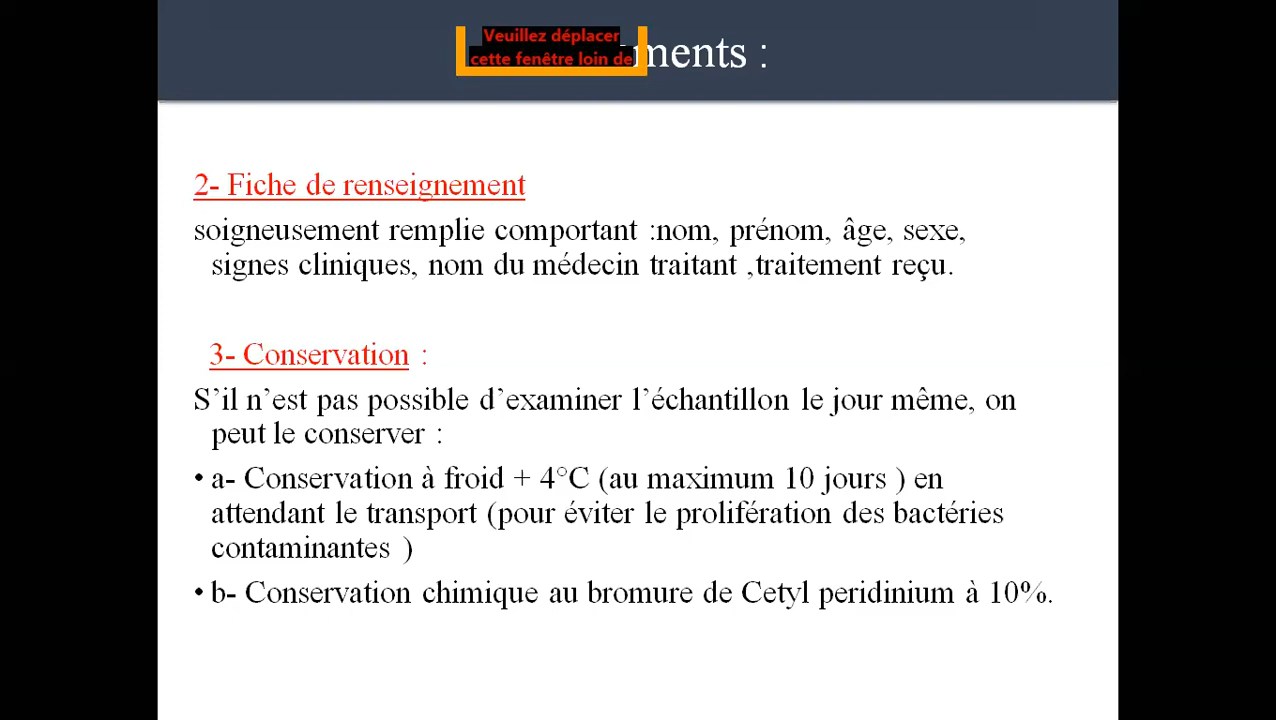 Veuillez déplacer
cette fenêtre loin de
ments :
2- Fiche de renseignement
soigneusement remplie comportant :nom, prénom, âge, sexe,
signes cliniques, nom du médecin traitant ,traitement reçu.
3- Conservation :
S’il n’est pas possible d’examiner l’échantillon le jour même, on
peut le conserver :
• a- Conservation à froid + 4°C (au maximum 10 jours ) en
attendant le transport (pour éviter le prolifération des bactéries
contaminantes )
• b- Conservation chimique au bromure de Cetyl peridinium à 10%.